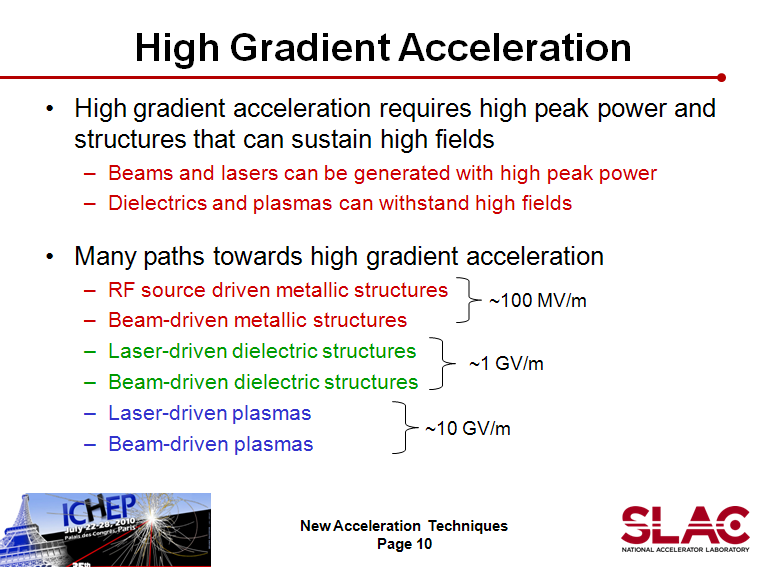 High Gradient Acceleration
• High gradient acceleration requires high peak power and
structures that can sustain high fields
– Beams and lasers can be generated with high peak power
– Dielectrics and plasmas can withstand high fields
• Many paths towards high gradient acceleration
– RF source driven metallic structures
~100 MV/m
– Beam-driven metallic structures
– Laser-driven dielectric structures
~1 GV/m
– Beam-driven dielectric structures
– Laser-driven plasmas
~10 GV/m
– Beam-driven plasmas
ICHEP
July 22-28, 2010
Palais des Congrès, Paris
35th
New Acceleration Techniques
Page 10
SLAC
NATIONAL ACCELERATOR LABORATORY